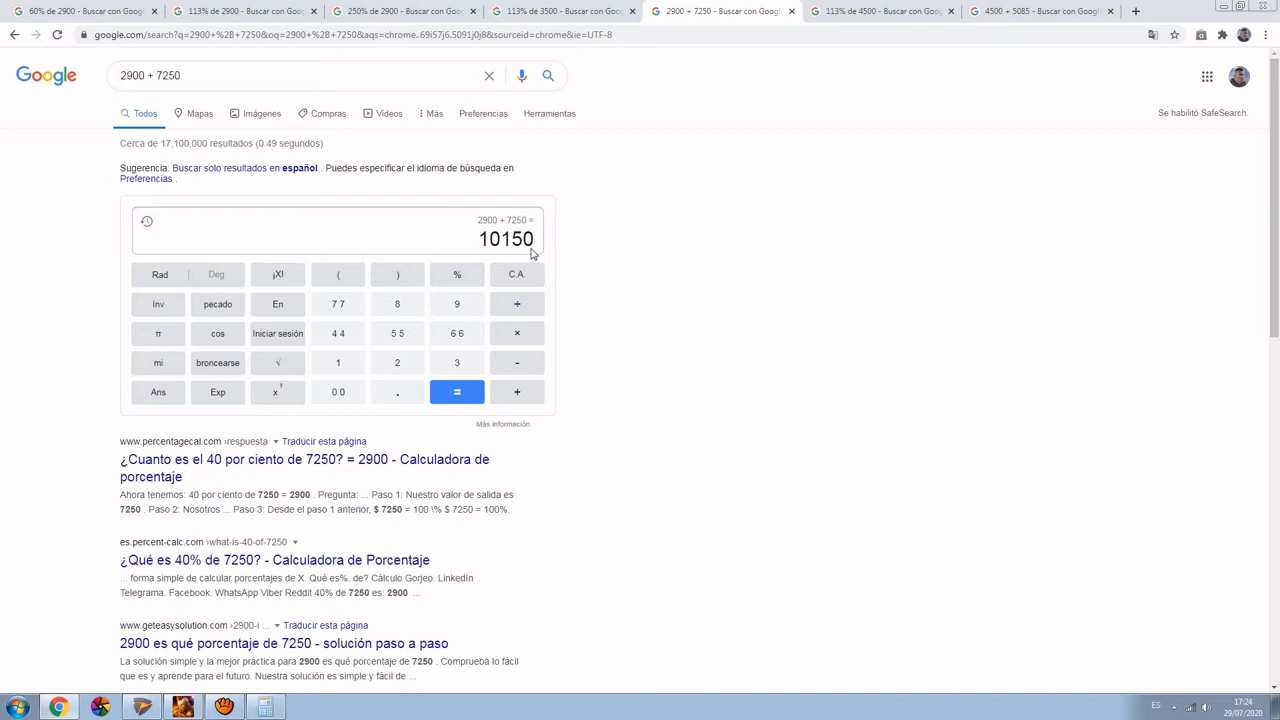 60% de 2900 - Buscar con Google
113% de 2900 - Buscar con Goog
250% de 2900 - Buscar con Goog
113% de 3500 - Buscar con Goog
2900 + 7250 - Buscar con Google
113% de 4500 - Buscar con Goog
4500 + 5085 - Buscar con Google
google.com/search?q=2900+%2B+7250&oq=2900+%2B+7250&aqs=chrome..69i57j6.5091j0j8&sourceid=chrome&ie=UTF-8
Google
2900 + 7250
Todos Mapas Imágenes Compras Videos Más Preferencias Herramientas
Se habilitó SafeSearch.
Cerca de 17,100,000 resultados (0.49 segundos)
Sugerencia: Buscar solo resultados en español . Puedes especificar el idioma de búsqueda en
Preferencias .
2900 + 7250 =
10150
Rad Deg ¡X! ( ) % C.A.
Inv pecado En 7 7 8 9 ÷
π cos Iniciar sesión 4 4 5 5 6 6 ×
mi broncearse √ 1 2 3 -
Ans Exp x y 0 0 . = +
Más información
www.percentagecal.com ›respuesta Traducir esta página
¿Cuanto es el 40 por ciento de 7250? = 2900 - Calculadora de
porcentaje
Ahora tenemos: 40 por ciento de 7250 = 2900 . Pregunta: ... Paso 1: Nuestro valor de salida es
7250 . Paso 2: Nosotros ... Paso 3: Desde el paso 1 anterior, $ 7250 = 100 \% $ 7250 = 100%.
es.percent-calc.com ›what-is-40-of-7250
¿Qué es 40% de 7250? - Calculadora de Porcentaje
... forma simple de calcular porcentajes de X. Qué es%. de? Cálculo Gorjeo. LinkedIn
Telegrama. Facebook. WhatsApp Viber Reddit 40% de 7250 es: 2900 ...
www.geteasysolution.com ›2900-i ... Traducir esta página
2900 es qué porcentaje de 7250 - solución paso a paso
La solución simple y la mejor práctica para 2900 es qué porcentaje de 7250 . Comprueba lo fácil
que es y aprende para el futuro. Nuestra solución es simple y fácil de ...
ES
17:24
29/07/2020